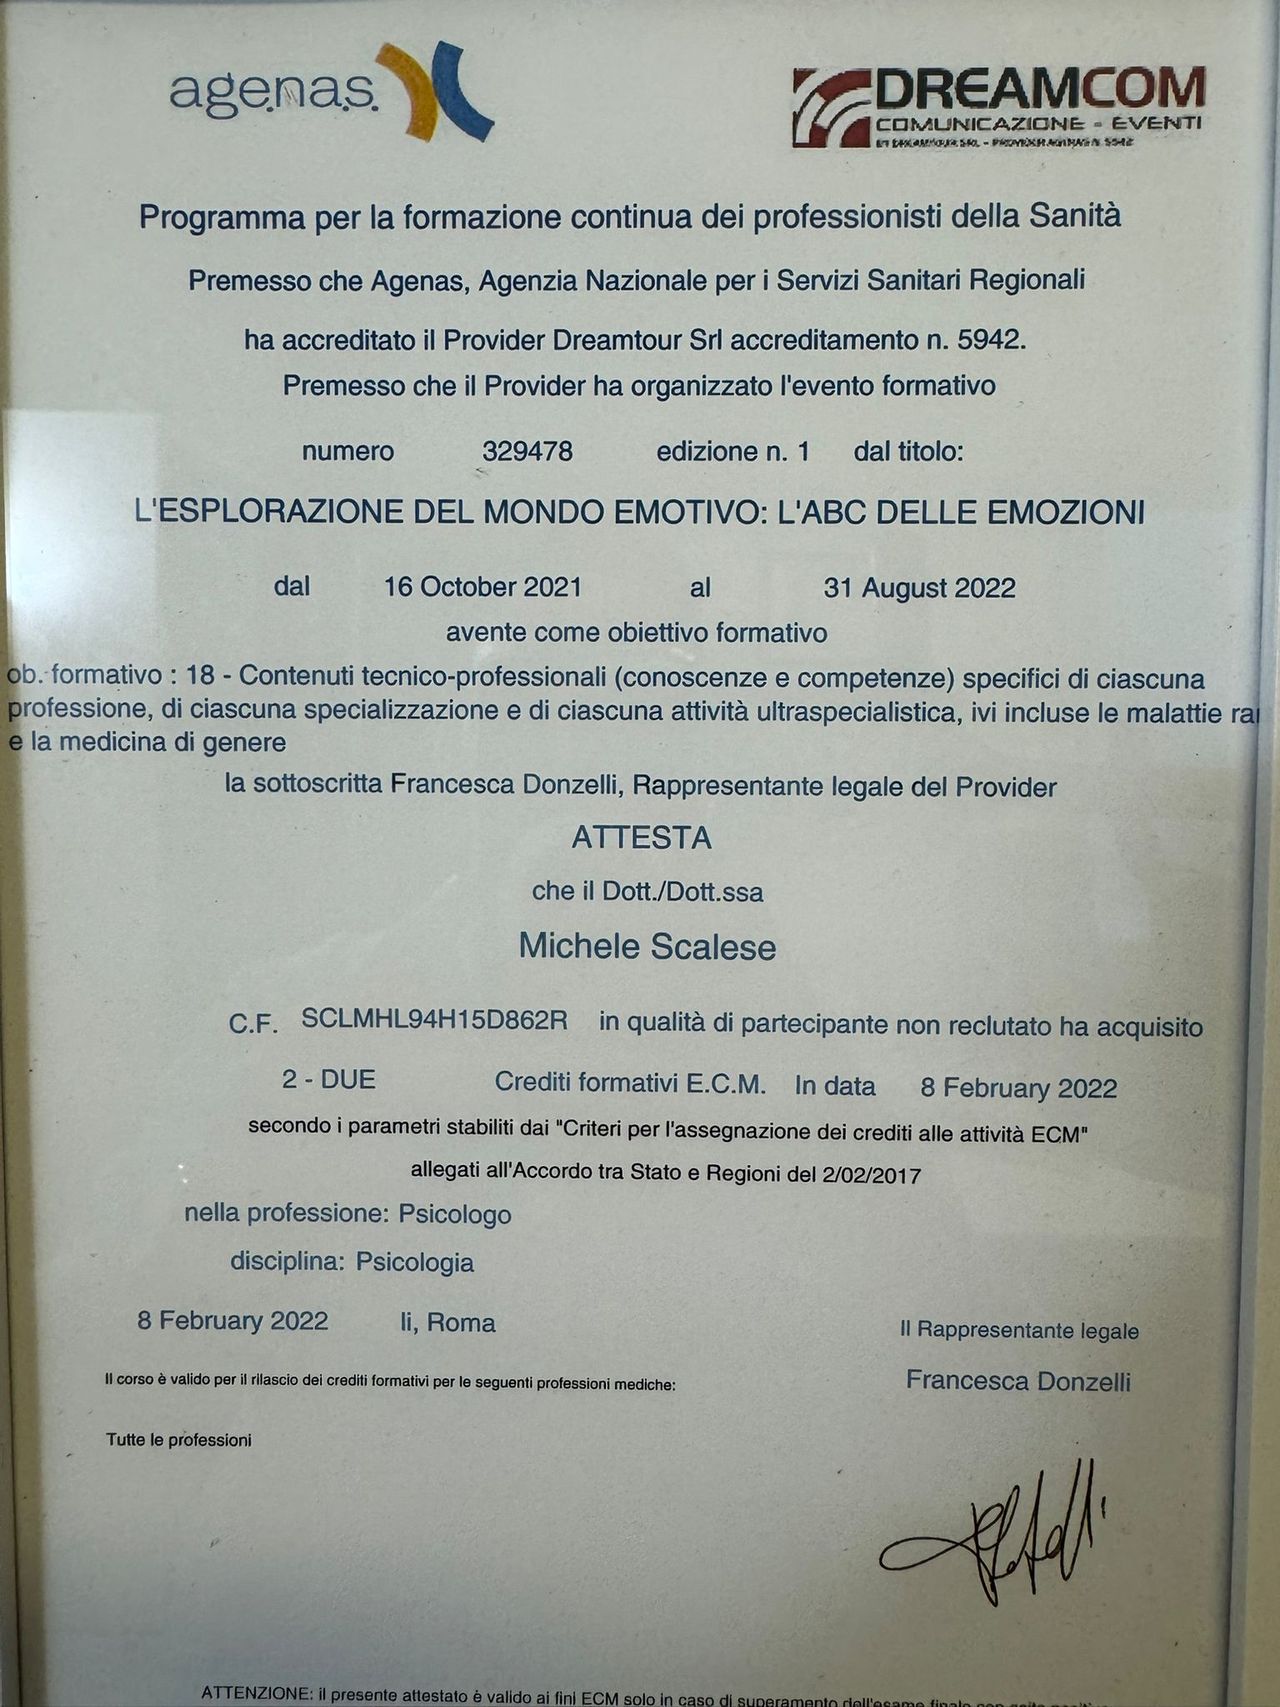 agenas.
DREAMCOM
COMUNICAZIONE - EVENTI
Programma per la formazione continua dei professionisti della Sanità
Premesso che Agenas, Agenzia Nazionale per i Servizi Sanitari Regionali
ha accreditato il Provider Dreamtour Srl accreditamento n. 5942.
Premesso che il Provider ha organizzato l'evento formativo
numero 329478 edizione n. 1 dal titolo:
L'ESPLORAZIONE DEL MONDO EMOTIVO: L'ABC DELLE EMOZIONI
dal 16 October 2021 al 31 August 2022
avente come obiettivo formativo
ob. formativo : 18 - Contenuti tecnico-professionali (conoscenze e competenze) specifici di ciascuna
professione, di ciascuna specializzazione e di ciascuna attività ultraspecialistica, ivi incluse le malattie
e la medicina di genere
la sottoscritta Francesca Donzelli, Rappresentante legale del Provider
ATTESTA
che il Dott./Dott.ssa
Michele Scalese
C.F. SCLMHL94H15D862R in qualità di partecipante non reclutato ha acquisito
2 - DUE Crediti formativi E.C.M. In data 8 February 2022
secondo i parametri stabiliti dai "Criteri per l'assegnazione dei crediti alle attività ECM"
allegati all'Accordo tra Stato e Regioni del 2/02/2017
nella professione: Psicologo
disciplina: Psicologia
8 February 2022 li, Roma
Il Rappresentante legale
Francesca Donzelli
Il corso è valido per il rilascio dei crediti formativi per le seguenti professioni mediche:
Tutte le professioni
ATTENZIONE: il presente attestato è valido ai fini ECM solo in caso di superamento dell'esame finale